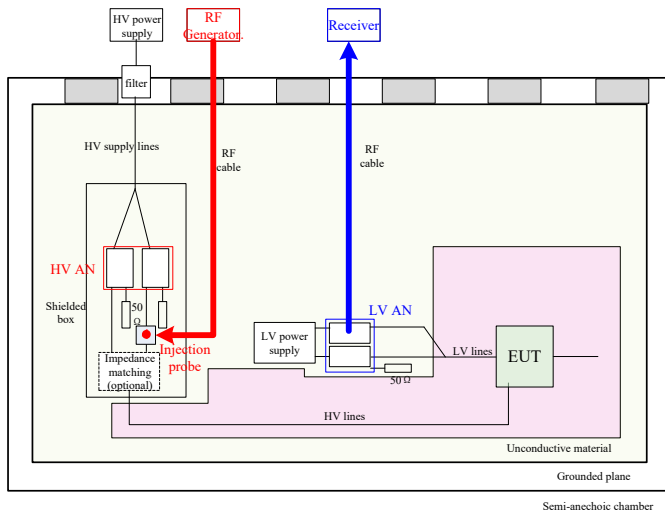 HV power
supply
RF
Generator.
Receiver
filter
HV supply lines
RF
cable
RF
cable
HV AN
Shielded
box
50
Ω
Injection
probe
Impedance
matching
(optional)
LV AN
LV power
supply
LV lines
EUT
50 Ω
HV lines
Unconductive material
Grounded plane
Semi-anechoic chamber